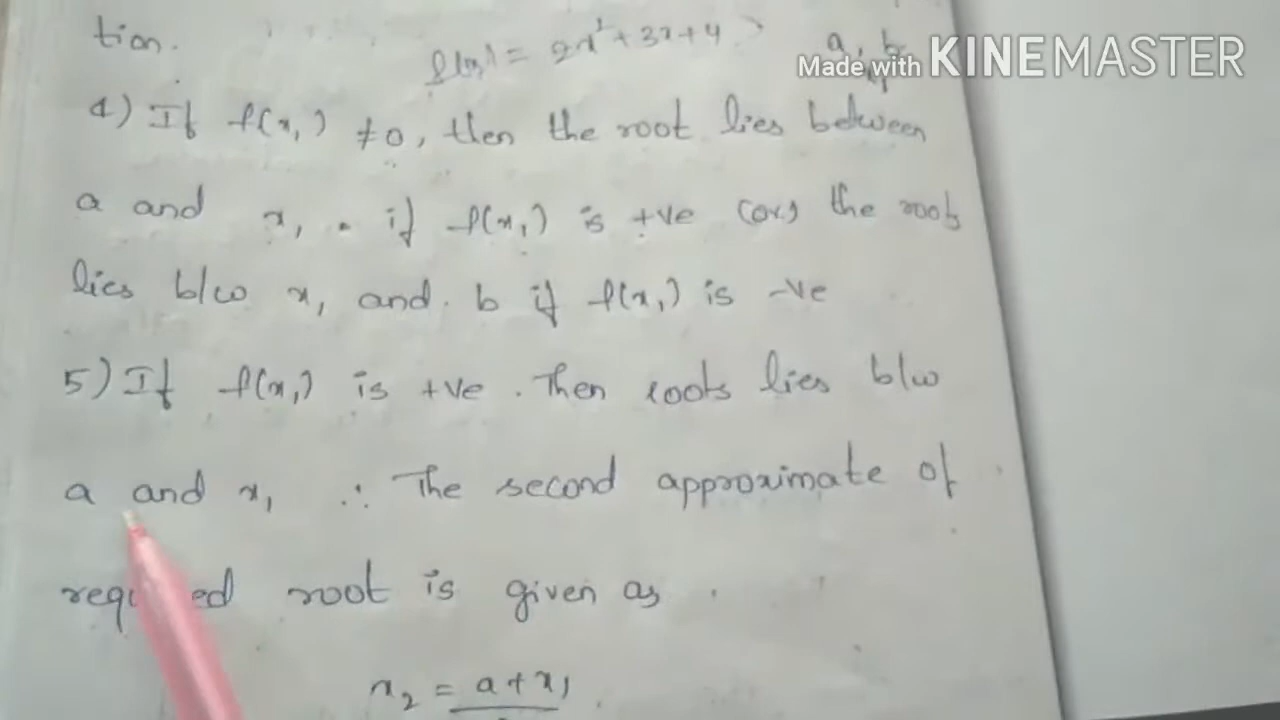 tion.
f(x) = 2x² + 3x + 4
a, b
Made with KINEMASTER
4) If f(x₁) ≠ 0, then the root lies between
a and x₁. if f(x₁) is +ve (or) the root
lies b/w x₁ and b if f(x₁) is -ve
5) If f(x₁) is +ve. Then roots lies b/w
a and x₁ ∴ The second approximate of
required root is given as
x₂ = a + x₁